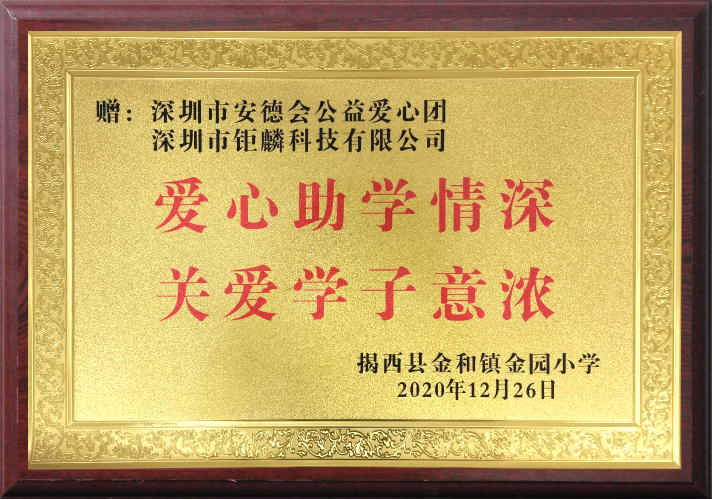 赠：深圳市安德会公益爱心团
深圳市钜麟科技有限公司
爱心助学情深
关爱学子意浓
揭西县金和镇金园小学
2020年12月26日